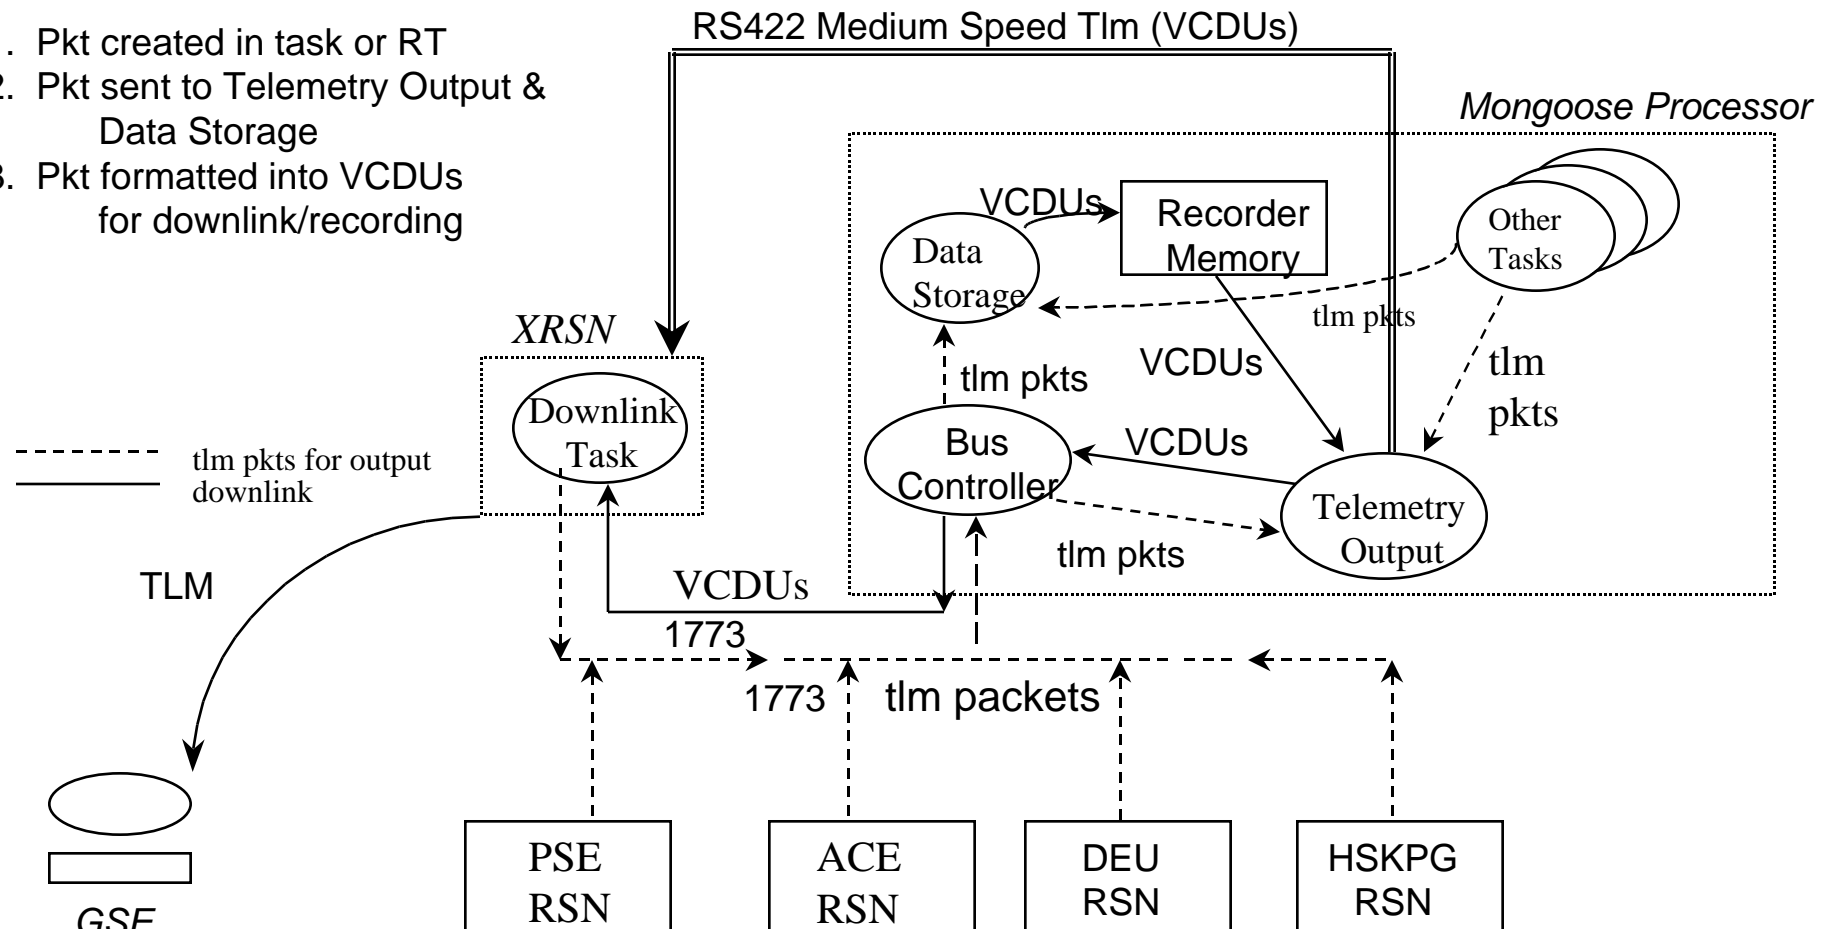 RS422 Medium Speed Tlm (VCDUs)
. Pkt created in task or RT
2. Pkt sent to Telemetry Output &
Data Storage
3. Pkt formatted into VCDUs
for downlink/recording
Mongoose Processor
VCDUs
Recorder
Memory
Other
Tasks
Data
Storage
tlm pkts
XRSN
VCDUs
tlm
pkts
tlm pkts
Downlink
Task
Bus
Controller
VCDUs
tlm pkts for output
downlink
Telemetry
Output
tlm pkts
TLM
VCDUs
1773
1773
tlm packets
PSE
RSN
ACE
RSN
DEU
RSN
HSKPG
RSN
GSE